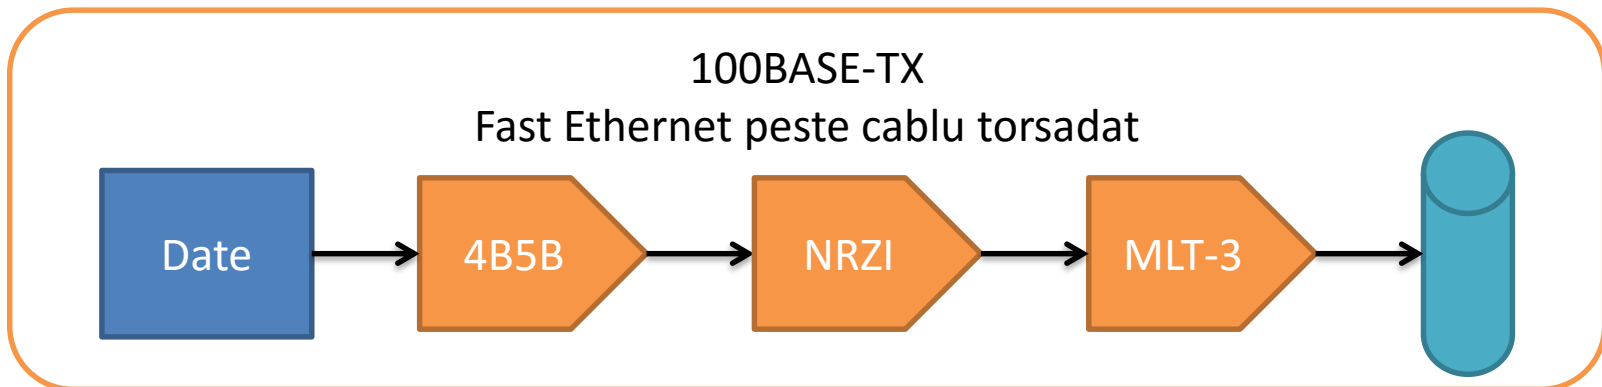 100BASE-TX
Fast Ethernet peste cablu torsadat
Date
4B5B
NRZI
MLT-3